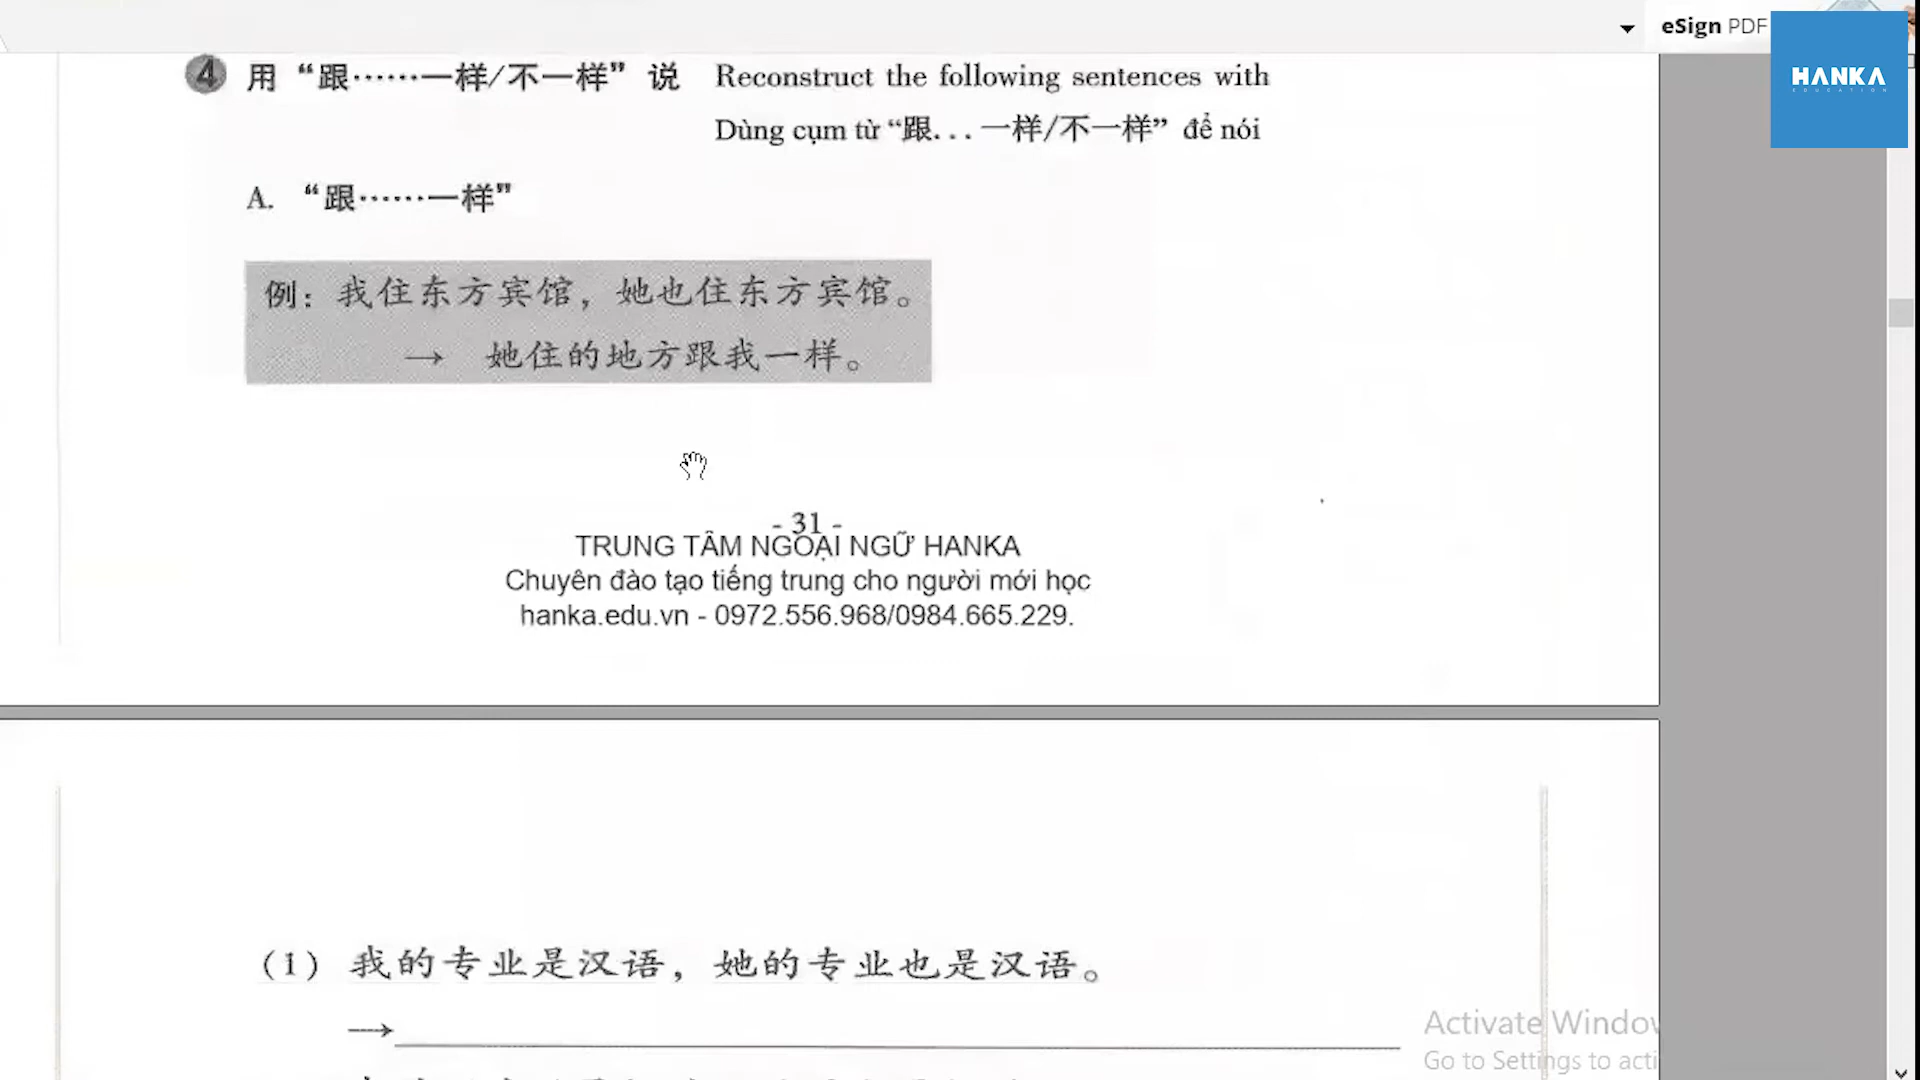 eSign PDF
HANKA
EDUCATION
4 用 “跟……一样/不一样” 说 Reconstruct the following sentences with
Dùng cụm từ “跟... 一样/不一样” để nói
A. “跟……一样”
例：我住东方宾馆，她也住东方宾馆。
→ 她住的地方跟我一样。
- 31 -
TRUNG TÂM NGOẠI NGỮ HANKA
Chuyên đào tạo tiếng trung cho người mới học
hanka.edu.vn - 0972.556.968/0984.665.229.
(1) 我的专业是汉语，她的专业也是汉语。
→
Activate Window
Go to Settings to acti